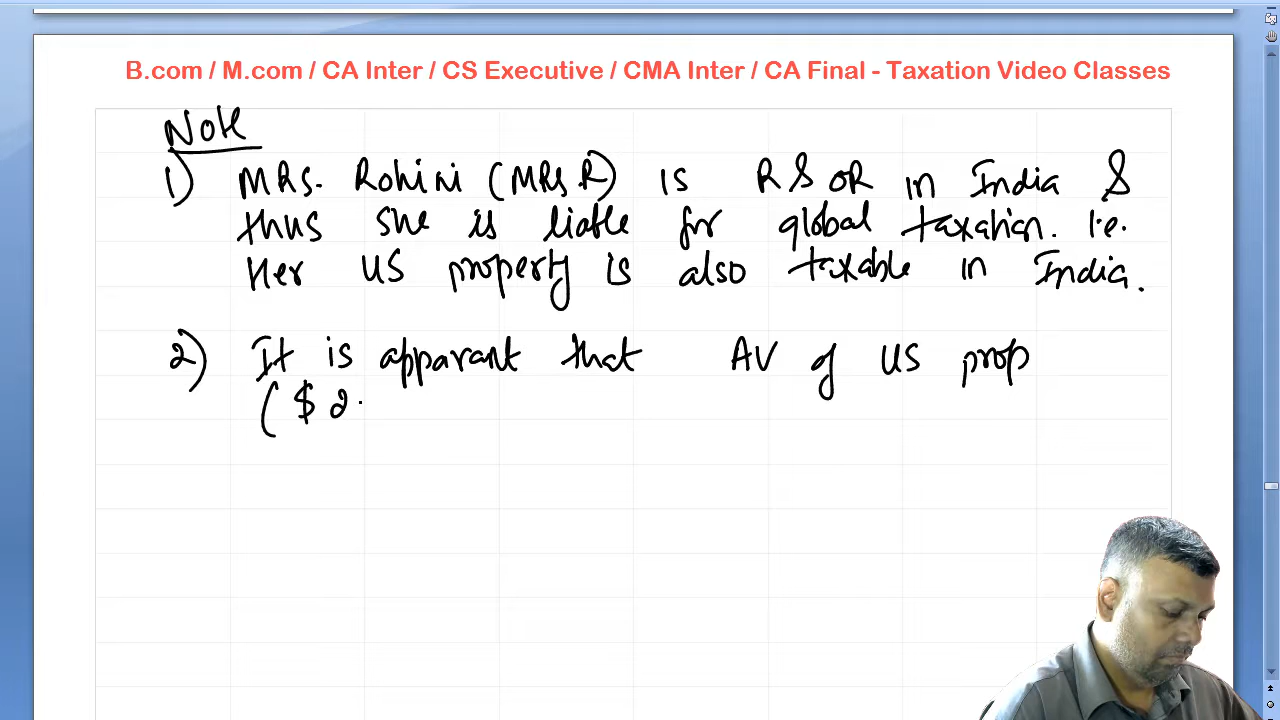 B.com / M.com / CA Inter / CS Executive / CMA Inter / CA Final - Taxation Video Classes
Note
1) MRS. Rohini (MRS R) is R & OR in India &
thus she is liable for global taxation. i.e.
Her US property is also taxable in India.
2) It is apparant that AV of US prop
($ 2.